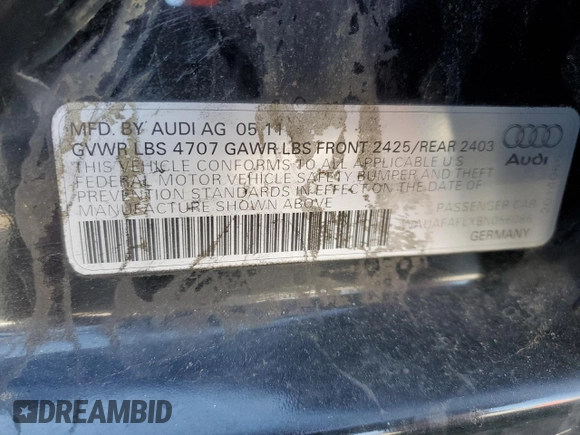 MFD. BY AUDI AG 05 11
GVWR LBS 4707 GAWR LBS FRONT 2425/REAR 2403
THIS VEHICLE CONFORMS TO ALL APPLICABLE U.S
FEDERAL MOTOR VEHICLE SAFETY BUMPER AND THEFT
PREVENTION STANDARDS IN EFFECT ON THE DATE OF
MANUFACTURE SHOWN ABOVE
Audi
PASSENGER CAR
GERMANY
DREAMBID